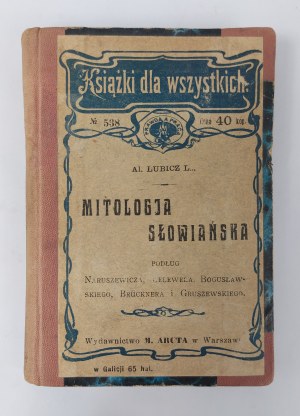 Książki dla wszystkich.
№ 538
Cena 40 kop.
Al. LUBICZ L...
MITOLOGJA
SŁOWIAŃSKA
PODŁUG
NARUSZEWICZA, LELEWELA, BOGUSŁAW-
SKIEGO, BRÜCKNERA I GRUSZEWSKIEGO.
Wydawnictwo M. ARCTA w Warszawie
w Galicji 65 hal.